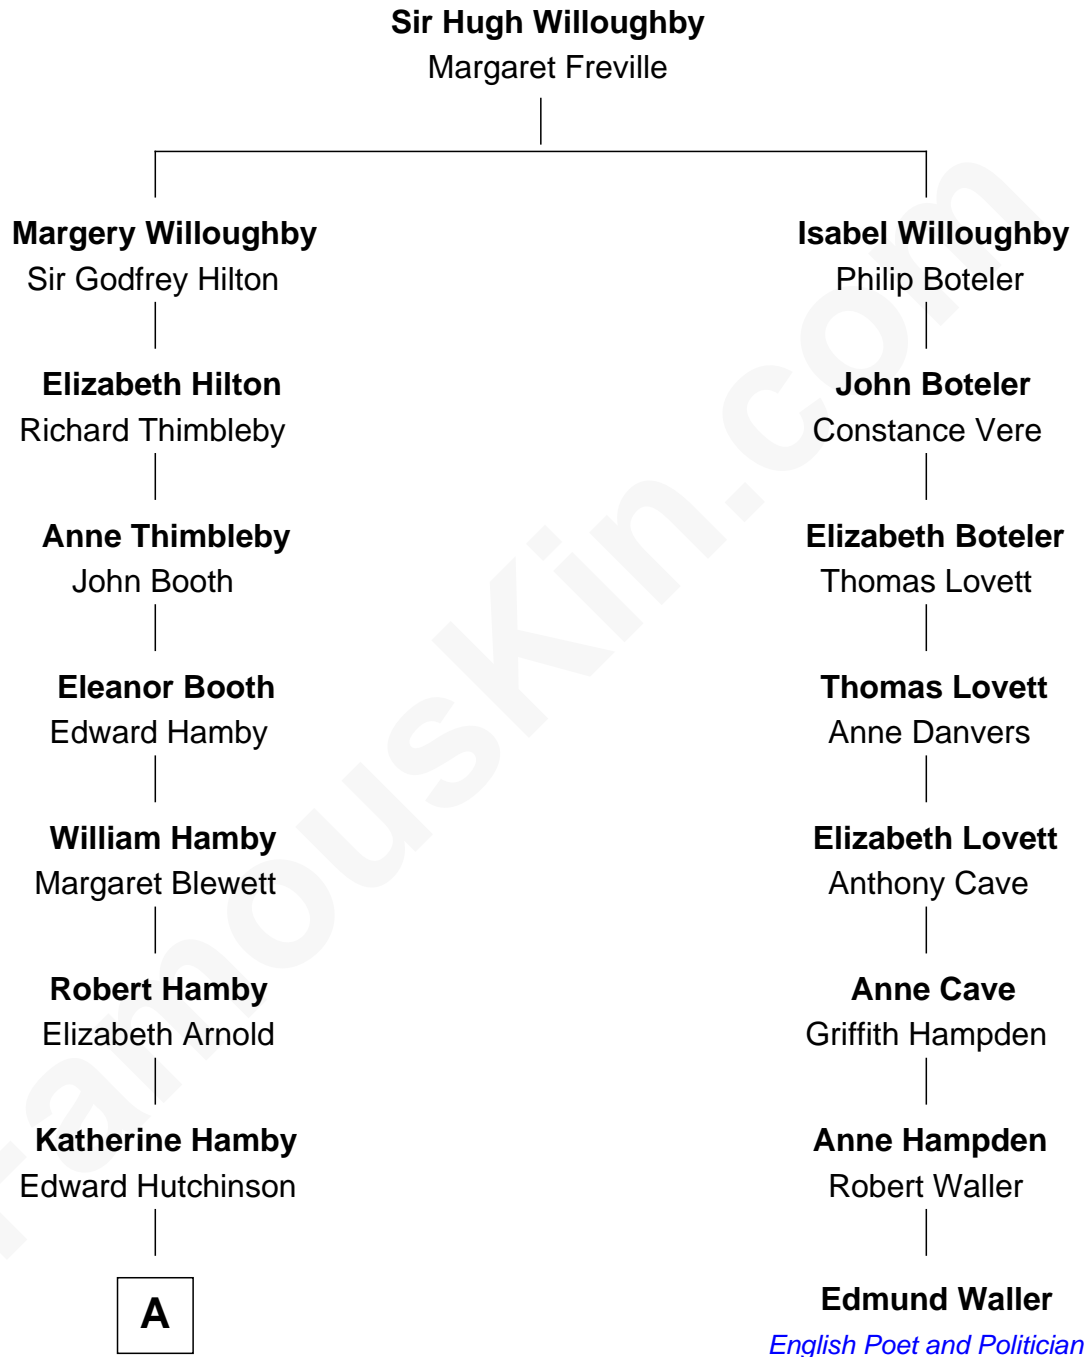 Sir Hugh Willoughby
Margaret Freville
Margery Willoughby
Sir Godfrey Hilton
Isabel Willoughby
Philip Boteler
Elizabeth Hilton
Richard Thimbleby
John Boteler
Constance Vere
Anne Thimbleby
John Booth
Elizabeth Boteler
Thomas Lovett
Eleanor Booth
Edward Hamby
Thomas Lovett
Anne Danvers
William Hamby
Margaret Blewett
Elizabeth Lovett
Anthony Cave
Robert Hamby
Elizabeth Arnold
Anne Cave
Griffith Hampden
Katherine Hamby
Edward Hutchinson
Anne Hampden
Robert Waller
A
Edmund Waller
English Poet and Politician
FamousKin.com